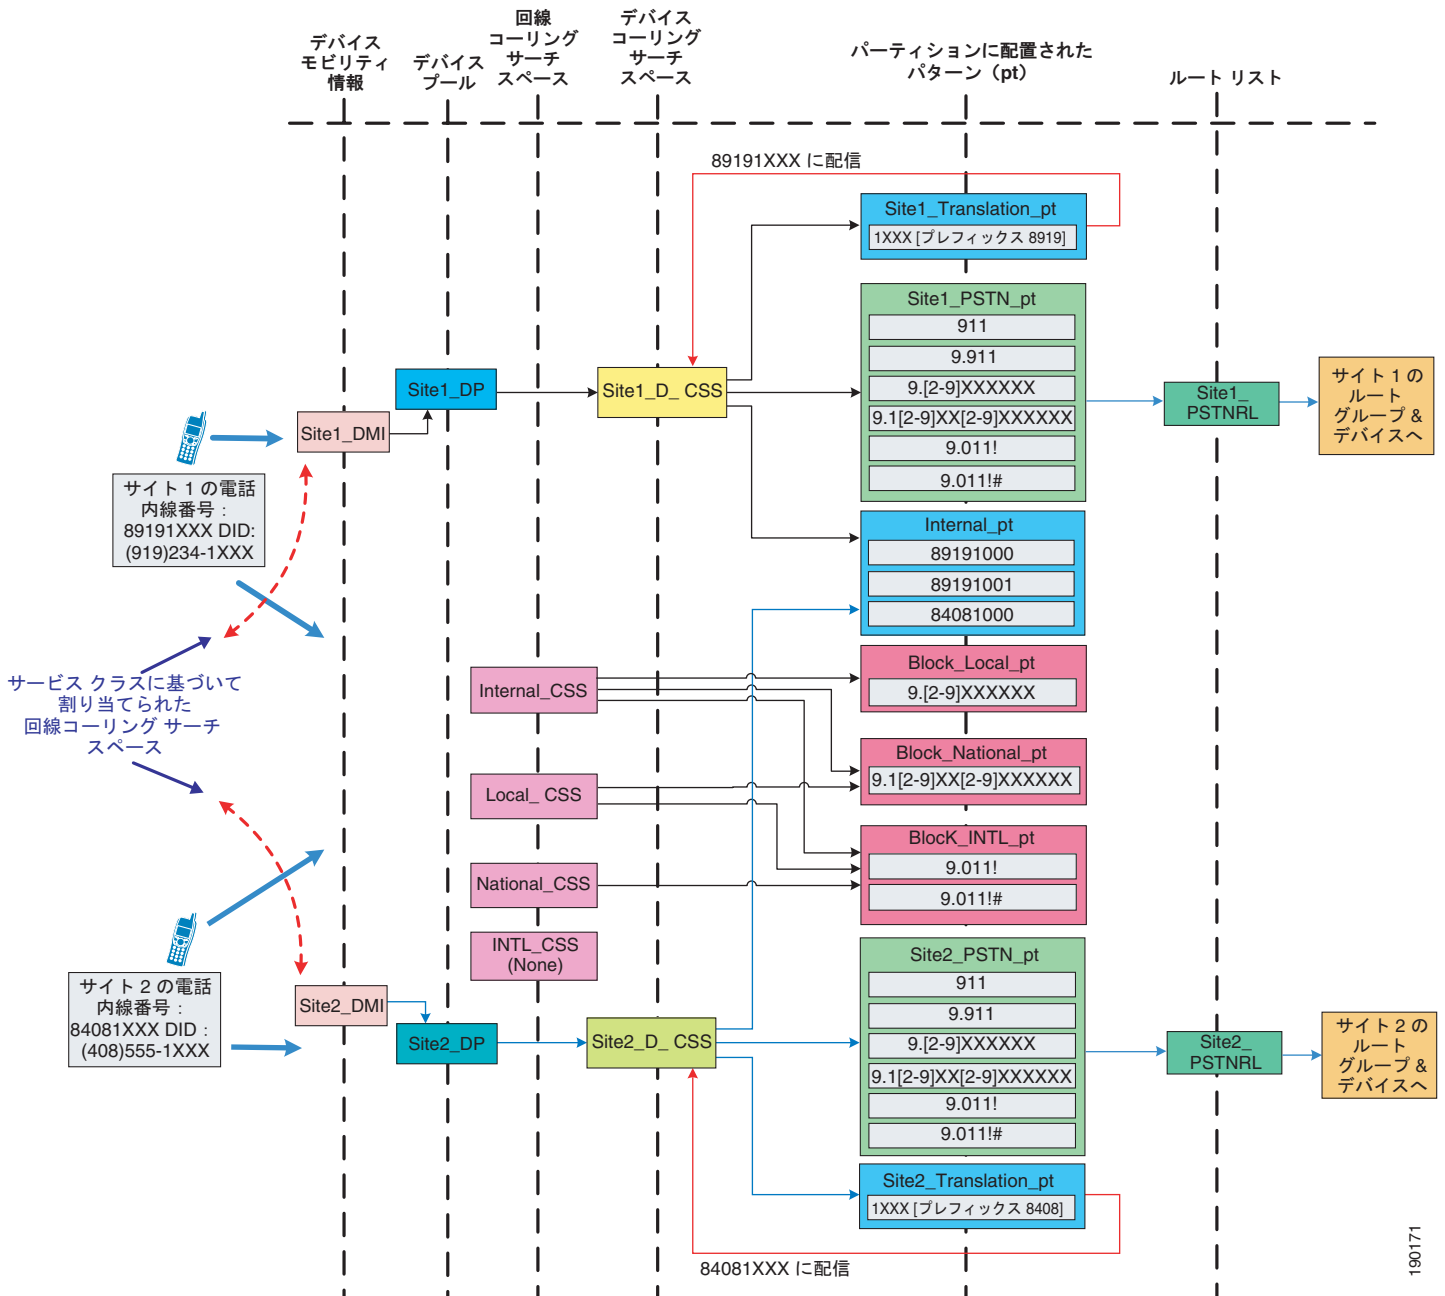 デバイス
モビリティ
情報
デバイス
プール
回線
コーリング
サーチ
スペース
デバイス
コーリング
サーチ
スペース
パーティションに配置された
パターン（pt）
ルート リスト
89191XXX に配信
Site1_Translation_pt
1XXX [プレフィックス 8919]
Site1_PSTN_pt
911
9.911
9.[2-9]XXXXXX
9.1[2-9]XX[2-9]XXXXXX
9.011!
9.011!#
Site1_DMI
Site1_DP
Site1_D_ CSS
Site1_
PSTNRL
サイト 1 の
ルート
グループ &
デバイスへ
サイト 1 の電話
内線番号：
89191XXX DID:
(919)234-1XXX
Internal_pt
89191000
89191001
84081000
サービス クラスに基づいて
割り当てられた
回線コーリング サーチ
スペース
Internal_CSS
Local_ CSS
National_CSS
INTL_CSS
(None)
Block_Local_pt
9.[2-9]XXXXXX
Block_National_pt
9.1[2-9]XX[2-9]XXXXXX
BlocK_INTL_pt
9.011!
9.011!#
サイト 2 の電話
内線番号：
84081XXX DID：
(408)555-1XXX
Site2_DMI
Site2_DP
Site2_D_ CSS
Site2_PSTN_pt
911
9.911
9.[2-9]XXXXXX
9.1[2-9]XX[2-9]XXXXXX
9.011!
9.011!#
Site2_
PSTNRL
サイト 2 の
ルート
グループ &
デバイスへ
Site2_Translation_pt
1XXX [プレフィックス 8408]
84081XXX に配信
190171